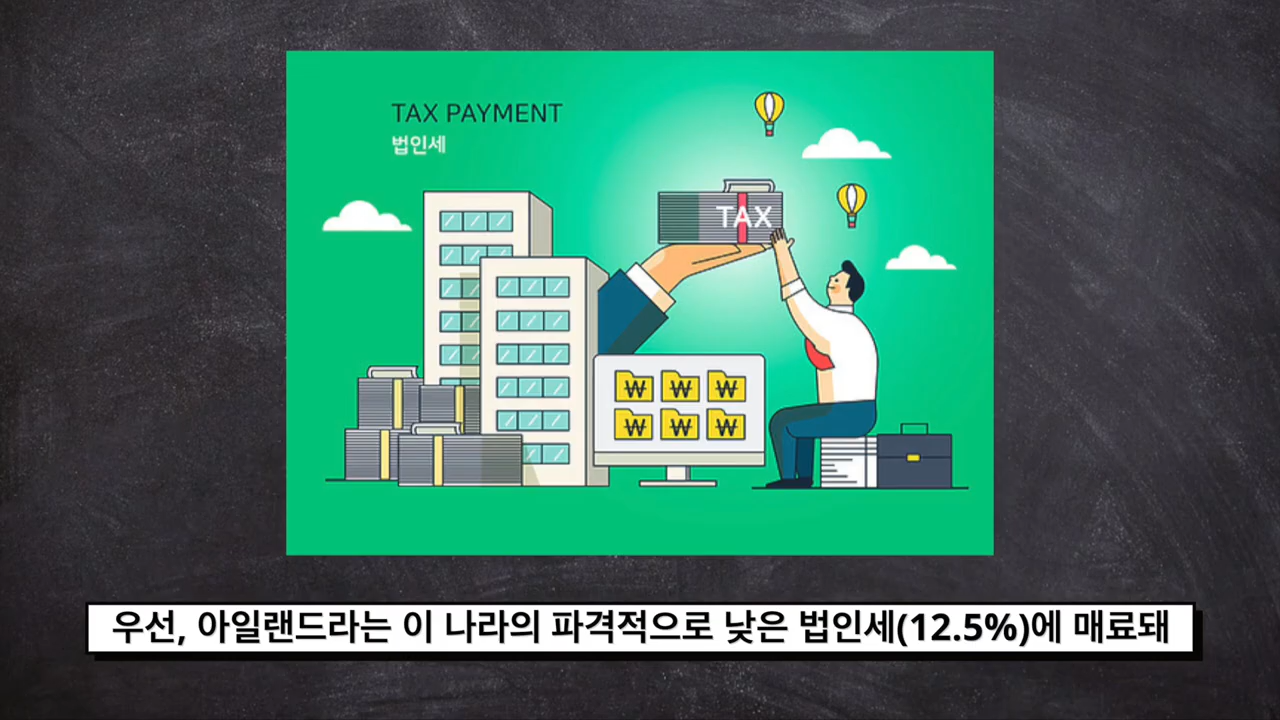 TAX PAYMENT
법인세
TAX
₩ ₩ ₩
₩ ₩ ₩
우선, 아일랜드라는 이 나라의 파격적으로 낮은 법인세(12.5%)에 매료돼